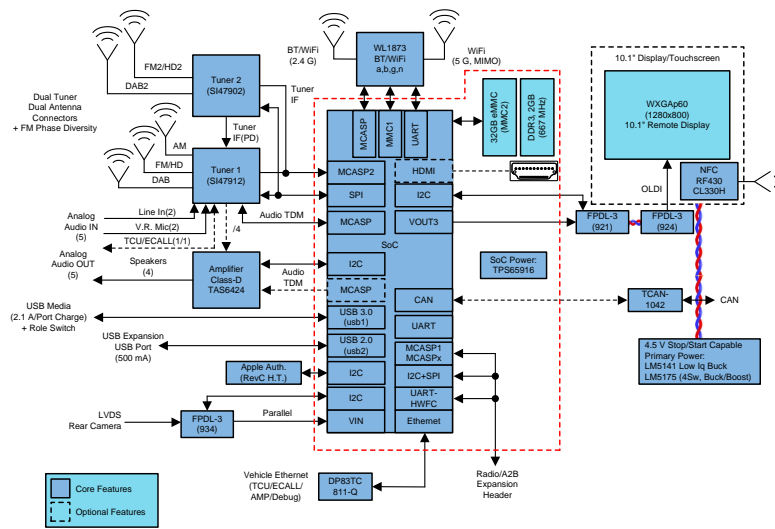 FM2/HD2
DAB2
Tuner 2
(SI47902)
Tuner
IF
Dual Tuner
Dual Antenna
Connectors
+ FM Phase Diversity
Tuner
IF(PD)
AM
FM/HD
DAB
Tuner 1
(SI47912)
Analog
Audio IN
(5)
Line In(2)
V.R. Mic(2)
TCU/ECALL(1/1)
/4
Audio TDM
Analog
Audio OUT
(5)
Speakers
(4)
Amplifier
Class-D
TAS6424
Audio
TDM
USB Media
(2.1 A/Port Charge)
+ Role Switch
USB Expansion
USB Port
(500 mA)
Apple Auth.
(RevC H.T.)
LVDS
Rear Camera
FPDL-3
(934)
Parallel
BT/WiFi
(2.4 G)
WL1873
BT/WiFi
a,b,g,n
WiFi
(5 G, MIMO)
MCASP
MMC1
UART
32GB eMMC
(MMC2)
DDR3, 2GB
(667 MHz)
MCASP2
HDMI
SPI
I2C
MCASP
VOUT3
SoC
I2C
MCASP
CAN
USB 3.0
(usb1)
UART
USB 2.0
(usb2)
MCASP1
MCASPx
I2C
I2C+SPI
I2C
UART-
HWFC
VIN
Ethernet
SoC Power:
TPS65916
10.1" Display/Touchscreen
WXGAp60
(1280x800)
10.1" Remote Display
NFC
RF430
CL330H
OLDI
FPDL-3
(921)
FPDL-3
(924)
TCAN-
1042
CAN
4.5 V Stop/Start Capable
Primary Power:
LM5141 Low Iq Buck
LM5175 (4Sw, Buck/Boost)
Vehicle Ethernet
(TCU/ECALL/
AMP/Debug)
DP83TC
811-Q
Radio/A2B
Expansion
Header
Core Features
Optional Features